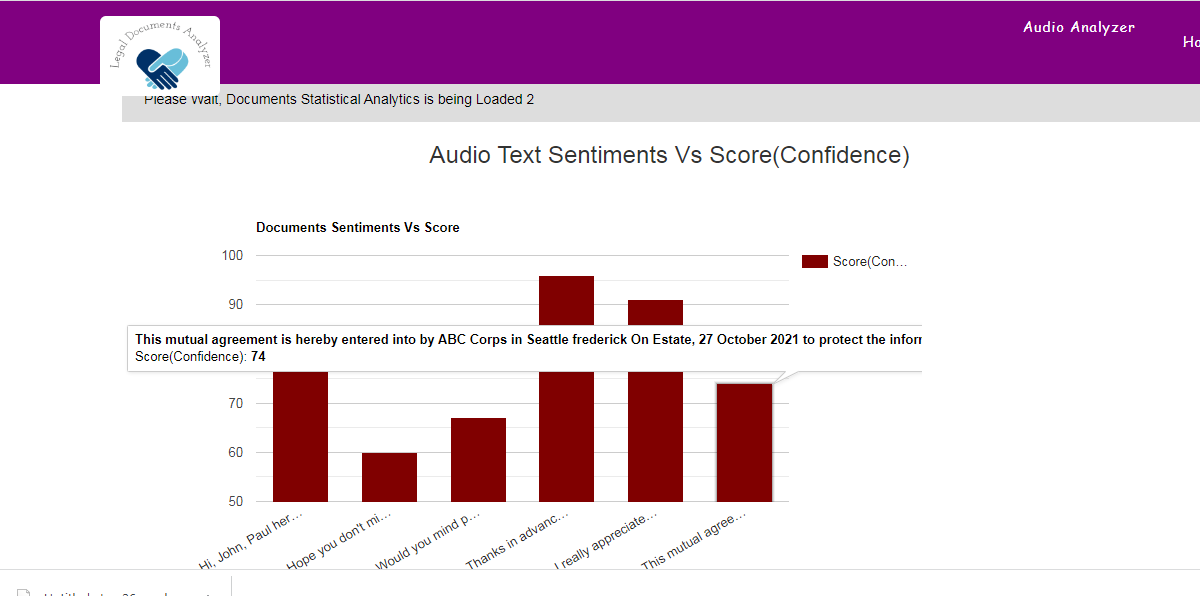 Audio Analyzer
Legal Documents Analyzer
Please Wait, Documents Statistical Analytics is being Loaded 2
Audio Text Sentiments Vs Score(Confidence)
Documents Sentiments Vs Score
100
Score(Con…
90
This mutual agreement is hereby entered into by ABC Corps in Seattle frederick On Estate, 27 October 2021 to protect the infor
Score(Confidence): 74
70
60
50
Hi, John, Paul her…
Hope you don't mi…
Would you mind p…
Thanks in advanc…
I really appreciate…
This mutual agree…